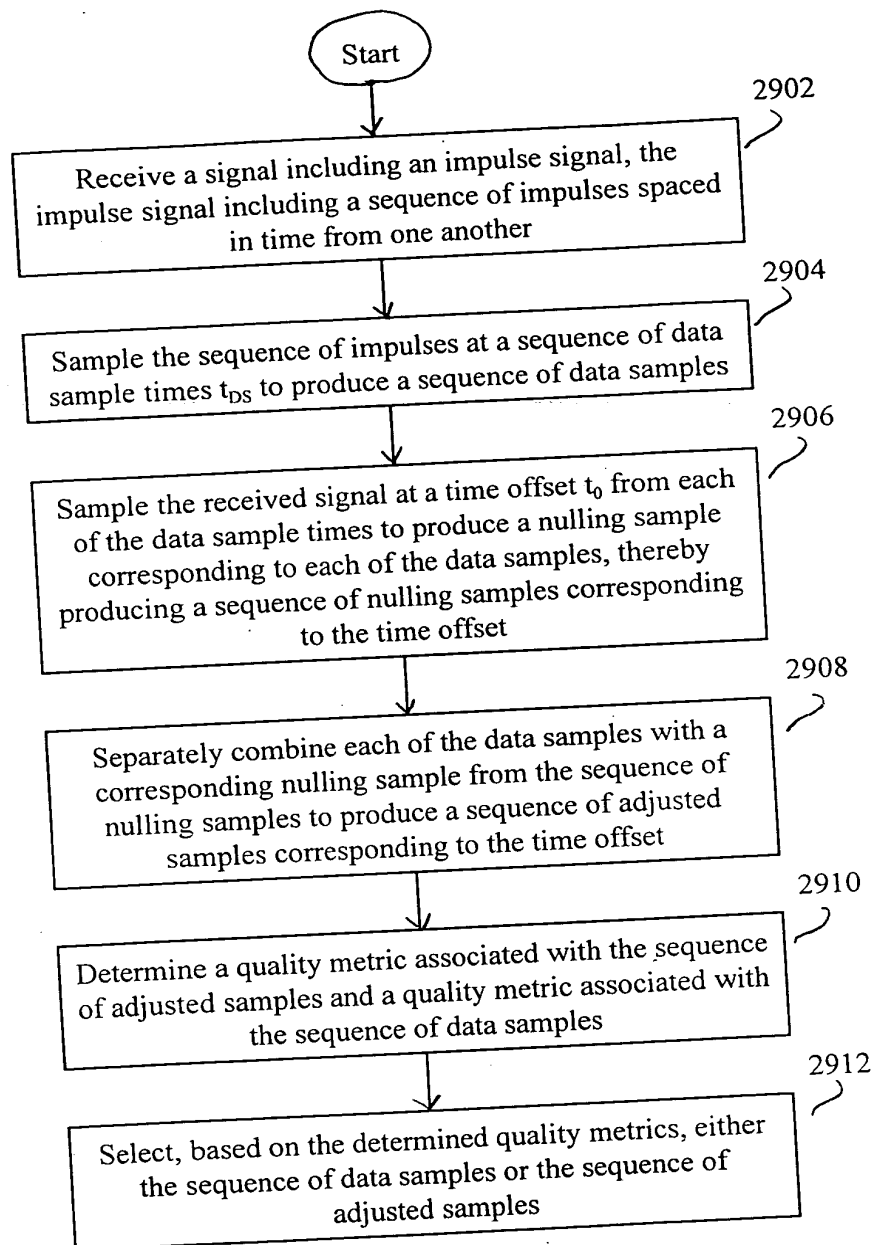 Start
2902
Receive a signal including an impulse signal, the
impulse signal including a sequence of impulses spaced
in time from one another
2904
Sample the sequence of impulses at a sequence of data
sample times tDS to produce a sequence of data samples
2906
Sample the received signal at a time offset t0 from each
of the data sample times to produce a nulling sample
corresponding to each of the data samples, thereby
producing a sequence of nulling samples corresponding
to the time offset
2908
Separately combine each of the data samples with a
corresponding nulling sample from the sequence of
nulling samples to produce a sequence of adjusted
samples corresponding to the time offset
2910
Determine a quality metric associated with the sequence
of adjusted samples and a quality metric associated with
the sequence of data samples
2912
Select, based on the determined quality metrics, either
the sequence of data samples or the sequence of
adjusted samples